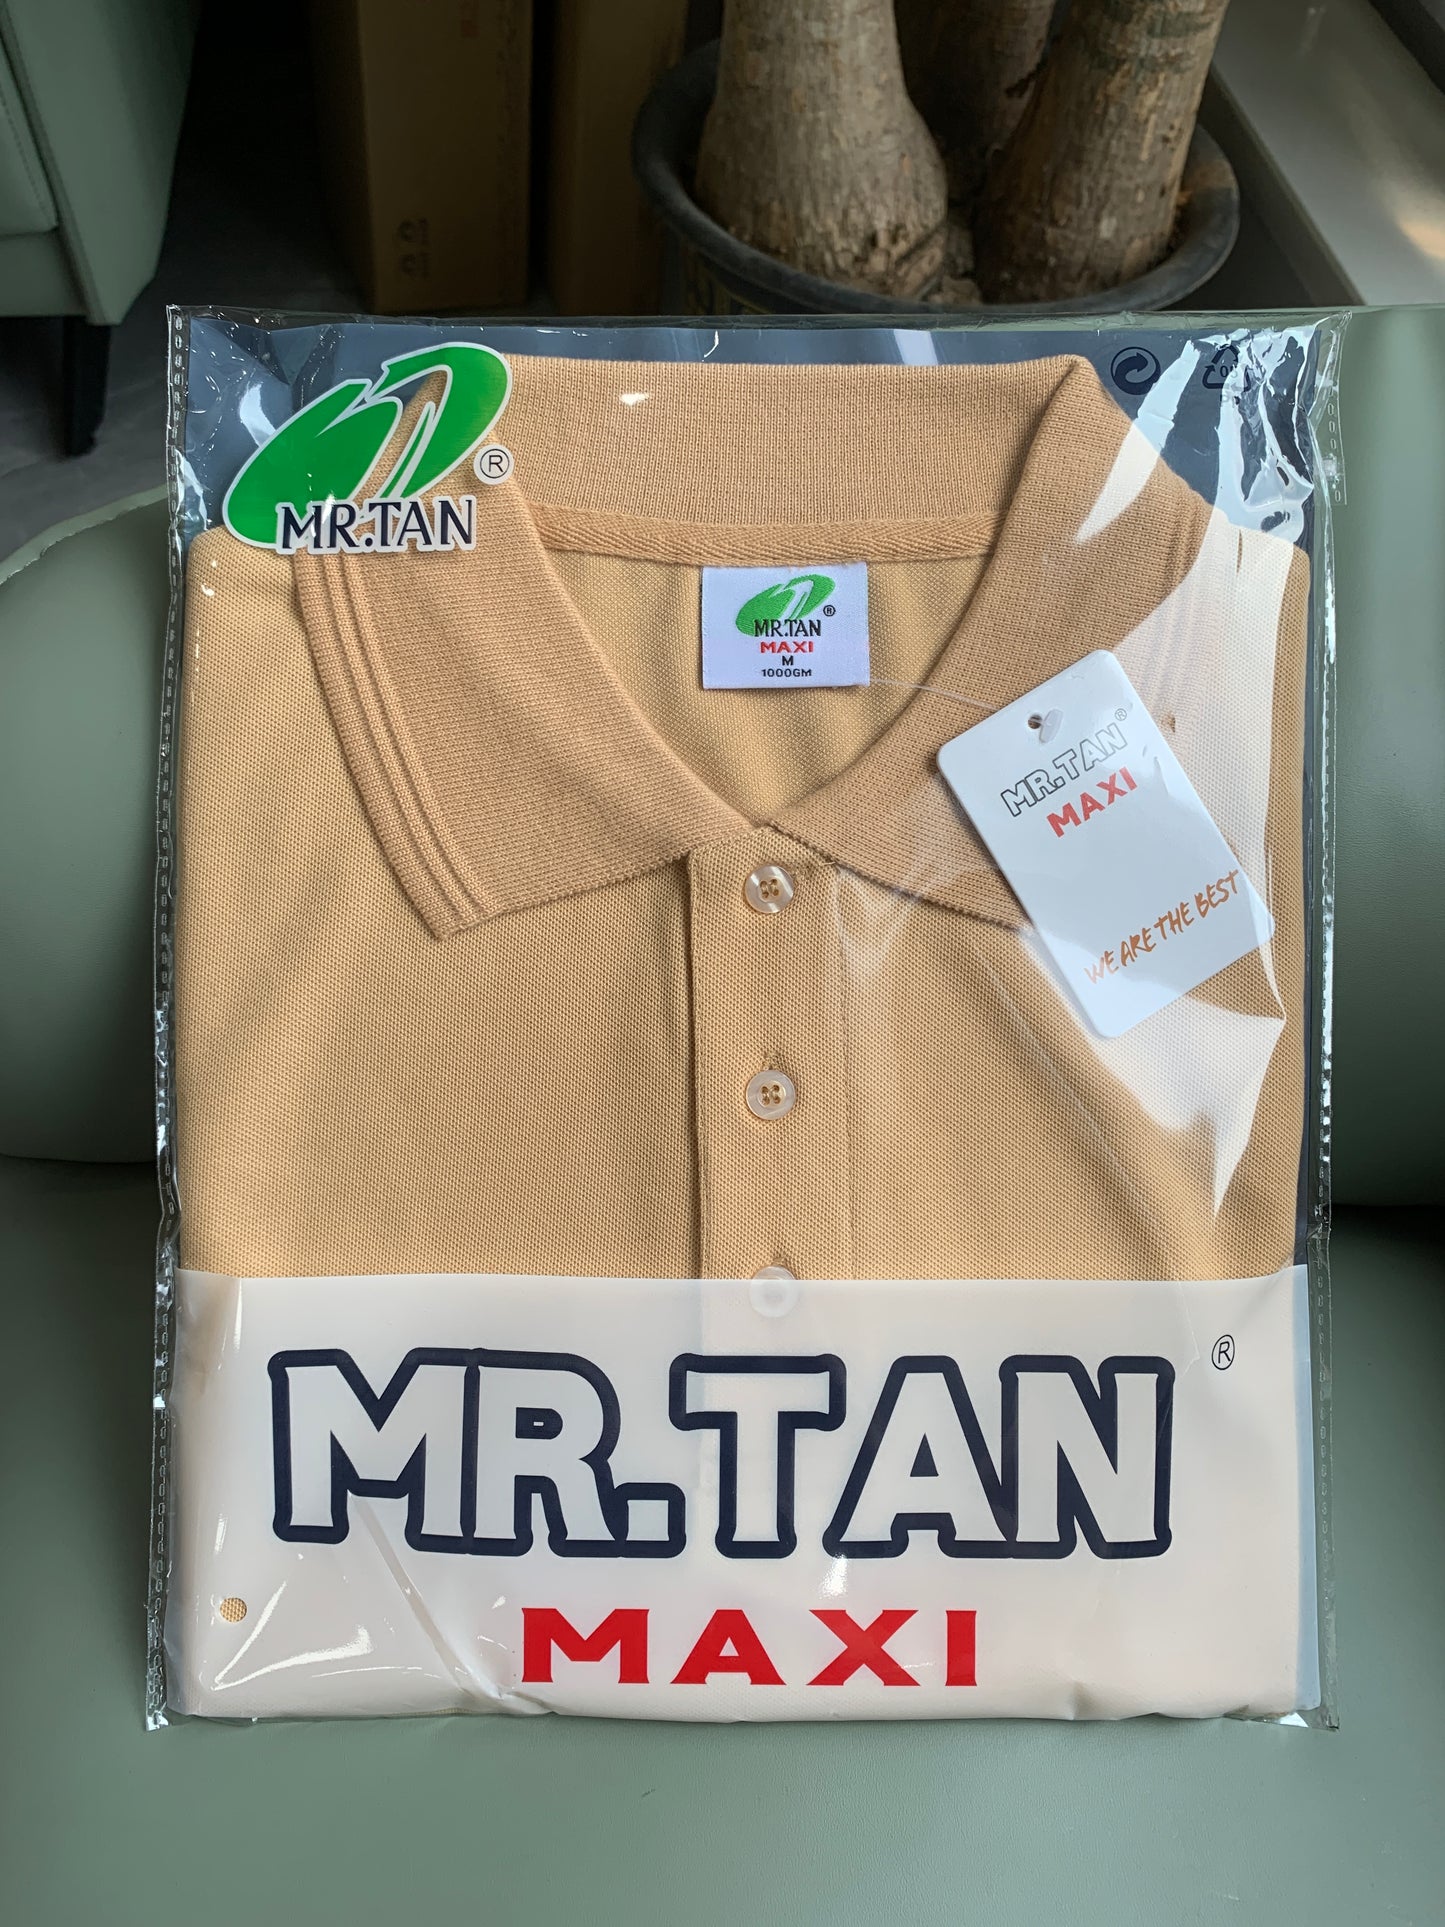 ®
MR.TAN
MR.TAN ®
MAXI
M
1000GM
MR.TAN®
MAXI
WE ARE THE BEST
MR.TAN ®
MAXI